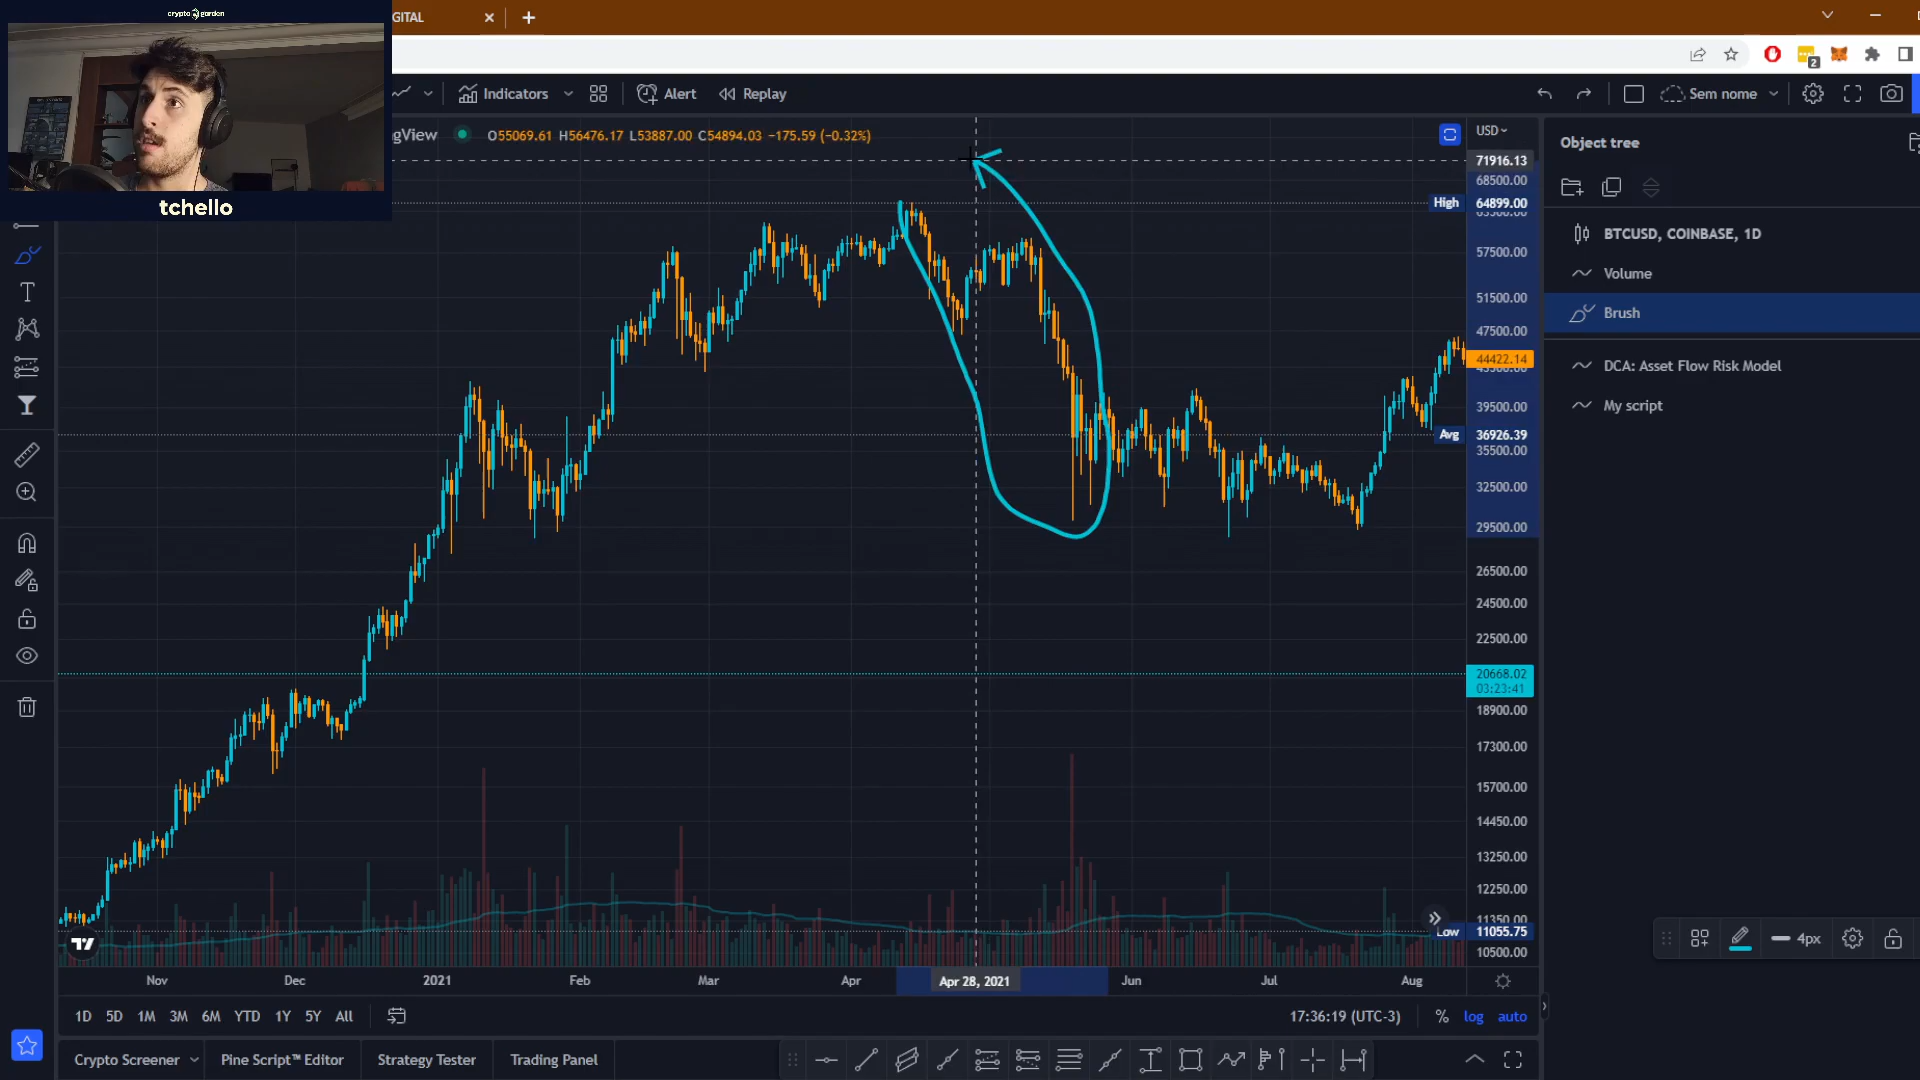 crypto garden
tchello
GITAL
Indicators
Alert
Replay
Sem nome
gView
O55069.61 H56476.17 L53887.00 C54894.03 −175.59 (−0.32%)
USD
71916.13
68500.00
High 64899.00
57500.00
51500.00
47500.00
44422.14
39500.00
Avg 36926.39
35500.00
32500.00
29500.00
26500.00
24500.00
22500.00
20668.02
03:23:41
18900.00
17300.00
15700.00
14450.00
13250.00
12250.00
11350.00
Low 11055.75
10500.00
Object tree
BTCUSD, COINBASE, 1D
Volume
Brush
DCA: Asset Flow Risk Model
My script
2
4px
Nov Dec 2021 Feb Mar Apr Apr 28, 2021 Jun Jul Aug
1D 5D 1M 3M 6M YTD 1Y 5Y All
17:36:19 (UTC-3) % log auto
Crypto Screener Pine Script™ Editor Strategy Tester Trading Panel